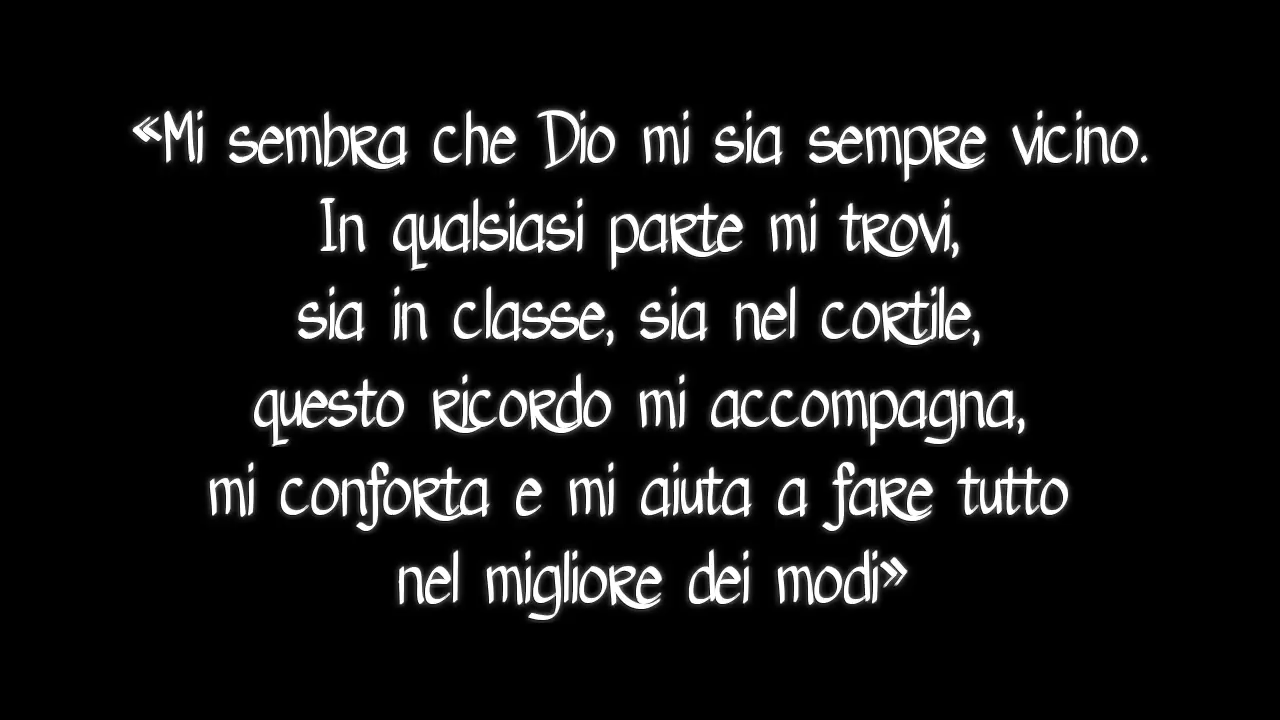 «Mi sembra che Dio mi sia sempre vicino.
In qualsiasi parte mi trovi,
sia in classe, sia nel cortile,
questo ricordo mi accompagna,
mi conforta e mi aiuta a fare tutto
nel migliore dei modi»